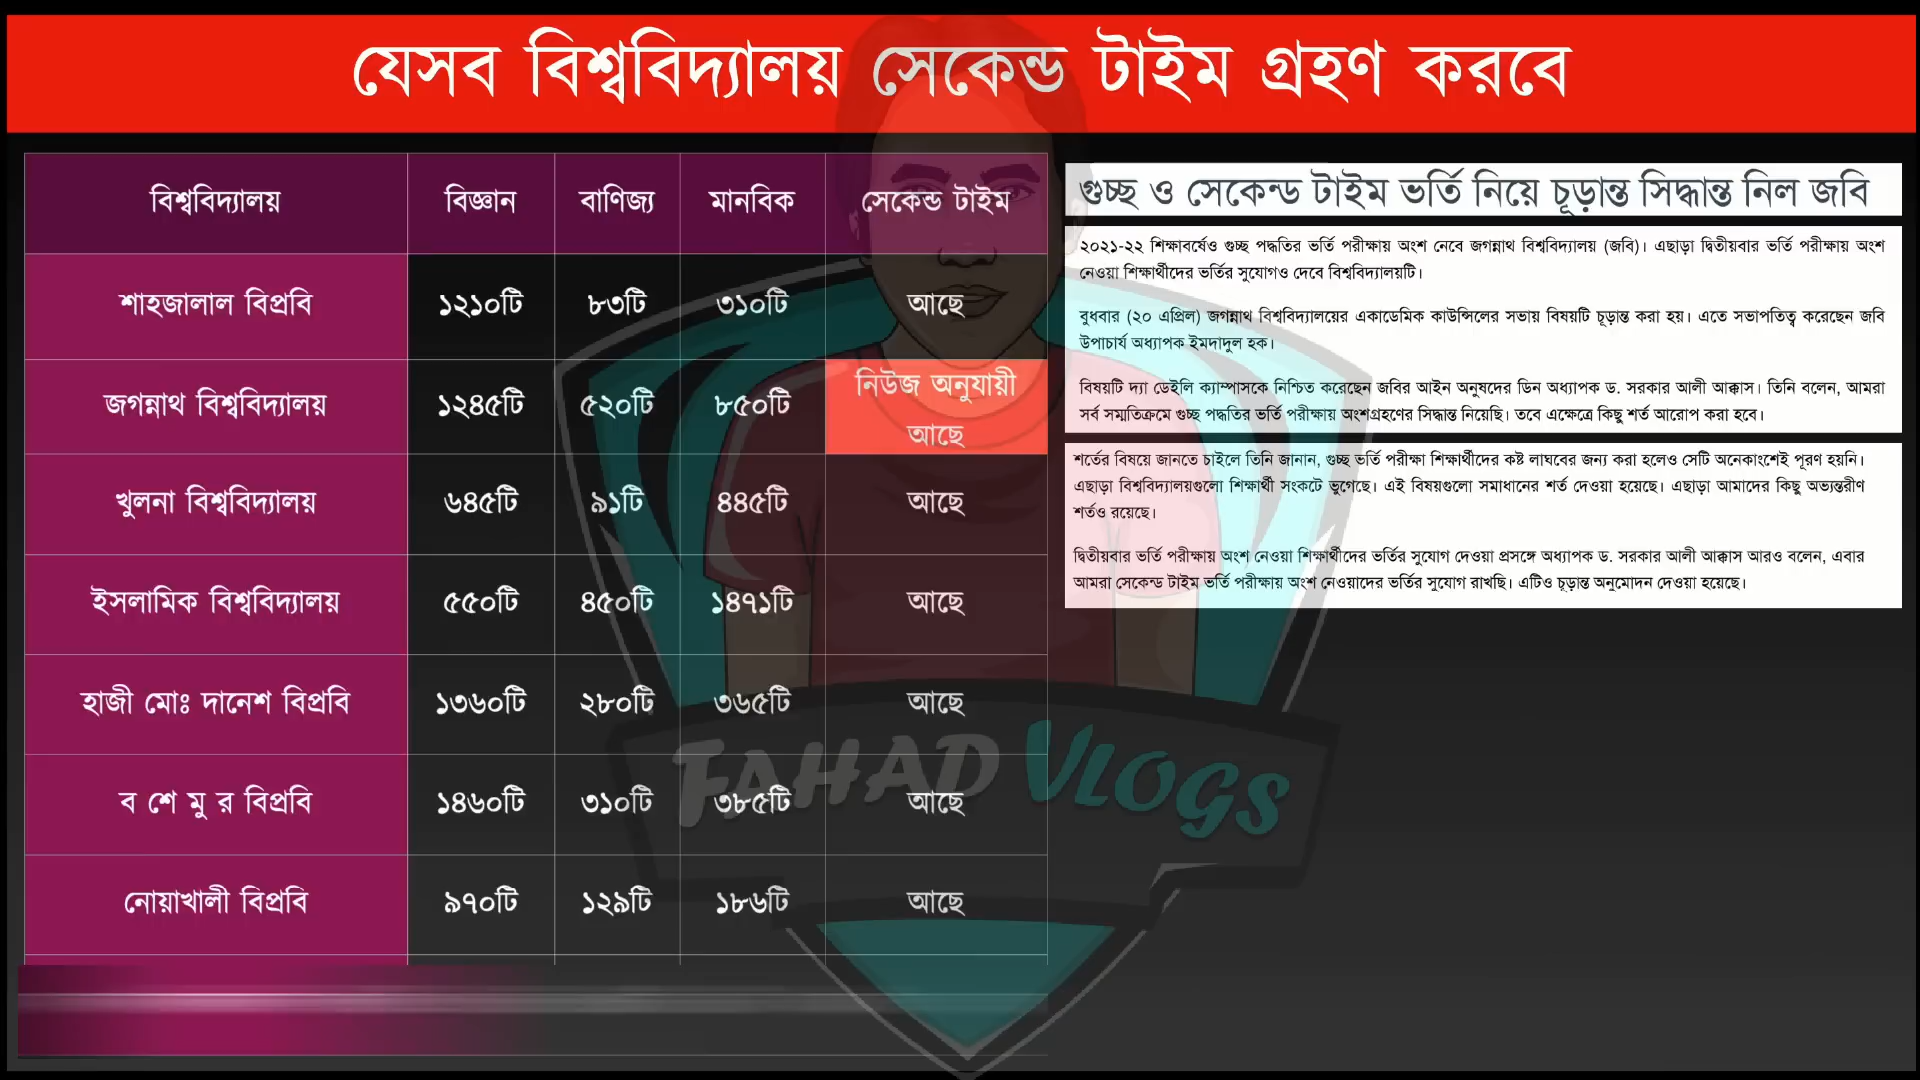 যেসব বিশ্ববিদ্যালয় সেকেন্ড টাইম গ্রহণ করবে
বিশ্ববিদ্যালয় বিজ্ঞান বাণিজ্য মানবিক সেকেন্ড টাইম
শাহজালাল বিপ্রবি ১২১০টি ৮৩টি ৩১০টি আছে
জগন্নাথ বিশ্ববিদ্যালয় ১২৪৫টি ৫২০টি ৮৫০টি নিউজ অনুযায়ী
আছে
খুলনা বিশ্ববিদ্যালয় ৬৪৫টি ৯১টি ৪৪৫টি আছে
ইসলামিক বিশ্ববিদ্যালয় ৫৫০টি ৪৫০টি ১৪৭১টি আছে
হাজী মোঃ দানেশ বিপ্রবি ১৩৬০টি ২৮০টি ৩৬৫টি আছে
ব শে মু র বিপ্রবি ১৪৬০টি ৩১০টি ৩৮৫টি আছে
নোয়াখালী বিপ্রবি ৯৭০টি ১২৯টি ১৮৬টি আছে
গুচ্ছ ও সেকেন্ড টাইম ভর্তি নিয়ে চূড়ান্ত সিদ্ধান্ত নিল জবি
২০২১-২২ শিক্ষাবর্ষেও গুচ্ছ পদ্ধতির ভর্তি পরীক্ষায় অংশ নেবে জগন্নাথ বিশ্ববিদ্যালয় (জবি)। এছাড়া দ্বিতীয়বার ভর্তি পরীক্ষায় অংশ
নেওয়া শিক্ষার্থীদের ভর্তির সুযোগও দেবে বিশ্ববিদ্যালয়টি।
বুধবার (২০ এপ্রিল) জগন্নাথ বিশ্ববিদ্যালয়ের একাডেমিক কাউন্সিলের সভায় বিষয়টি চূড়ান্ত করা হয়। এতে সভাপতিত্ব করেছেন জবি
উপাচার্য অধ্যাপক ইমদাদুল হক।
বিষয়টি দ্যা ডেইলি ক্যাম্পাসকে নিশ্চিত করেছেন জবির আইন অনুষদের ডিন অধ্যাপক ড. সরকার আলী আক্কাস। তিনি বলেন, আমরা
সর্ব সম্মতিক্রমে গুচ্ছ পদ্ধতির ভর্তি পরীক্ষায় অংশগ্রহণের সিদ্ধান্ত নিয়েছি। তবে এক্ষেত্রে কিছু শর্ত আরোপ করা হবে।
শর্তের বিষয়ে জানতে চাইলে তিনি জানান, গুচ্ছ ভর্তি পরীক্ষা শিক্ষার্থীদের কষ্ট লাঘবের জন্য করা হলেও সেটি অনেকাংশেই পূরণ হয়নি।
এছাড়া বিশ্ববিদ্যালয়গুলো শিক্ষার্থী সংকটে ভুগেছে। এই বিষয়গুলো সমাধানের শর্ত দেওয়া হয়েছে। এছাড়া আমাদের কিছু অভ্যন্তরীণ
শর্তও রয়েছে।
দ্বিতীয়বার ভর্তি পরীক্ষায় অংশ নেওয়া শিক্ষার্থীদের ভর্তির সুযোগ দেওয়া প্রসঙ্গে অধ্যাপক ড. সরকার আলী আক্কাস আরও বলেন, এবার
আমরা সেকেন্ড টাইম ভর্তি পরীক্ষায় অংশ নেওয়াদের ভর্তির সুযোগ রাখছি। এটিও চূড়ান্ত অনুমোদন দেওয়া হয়েছে।
FAHAD VLOGS